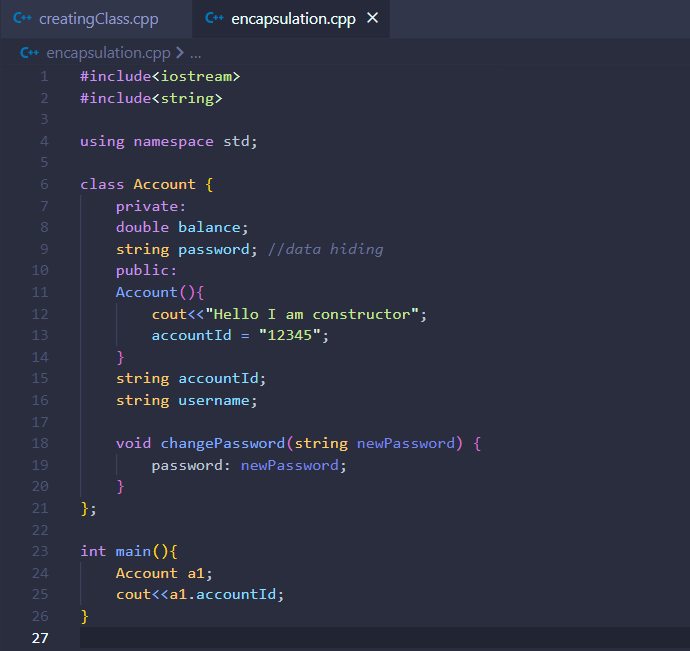 C++ creatingClass.cpp C++ encapsulation.cpp ×
C++ encapsulation.cpp > ...
1 #include<iostream>
2 #include<string>
3
4 using namespace std;
5
6 class Account {
7     private:
8     double balance;
9     string password; //data hiding
10     public:
11     Account(){
12         cout<<"Hello I am constructor";
13         accountId = "12345";
14     }
15     string accountId;
16     string username;
17
18     void changePassword(string newPassword) {
19         password: newPassword;
20     }
21 };
22
23 int main(){
24     Account a1;
25     cout<<a1.accountId;
26 }
27